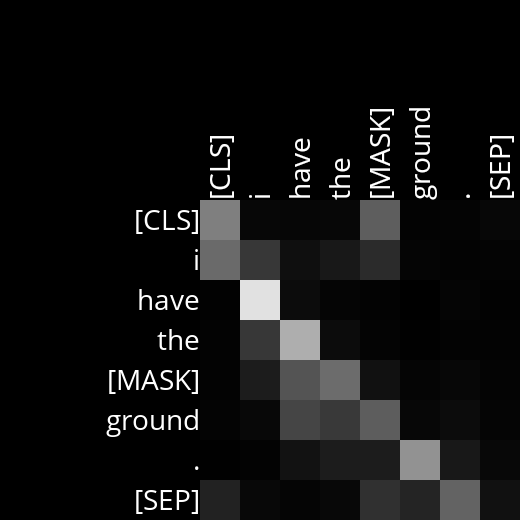 [CLS]
i
have
the
[MASK]
ground
.
[SEP]
[CLS]
i
have
the
[MASK]
ground
.
[SEP]